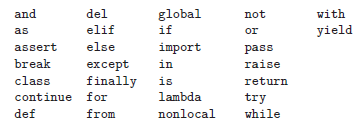 and del global not with
as elif if or yield
assert else import pass
break except in raise
class finally is return
continue for lambda try
def from nonlocal while